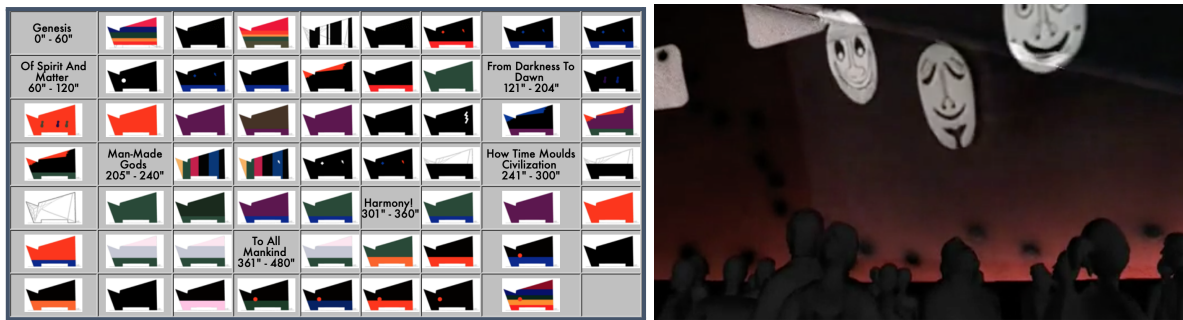 Genesis
0" - 60"
Of Spirit And
Matter
60" - 120"
From Darkness To
Dawn
121" - 204"
Man-Made
Gods
205" - 240"
How Time Moulds
Civilization
241" - 300"
Harmony!
301" - 360"
To All
Mankind
361" - 480"